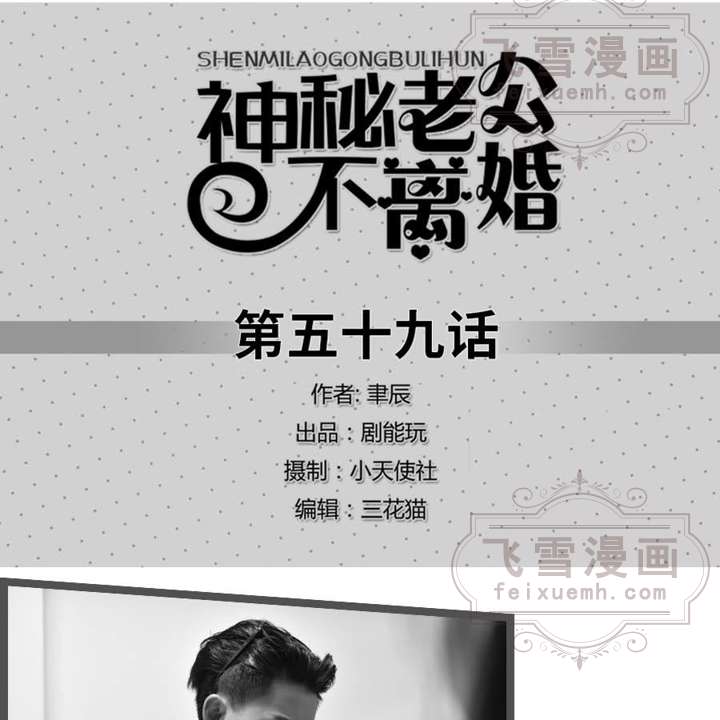 飞雪漫画
feixuemh.com
SHENMILAOGONGBULIHUN
神秘老公
不离婚
第五十九话
作者: 聿辰
出品：剧能玩
摄制：小天使社
编辑：三花猫
飞雪漫画
feixuemh.com